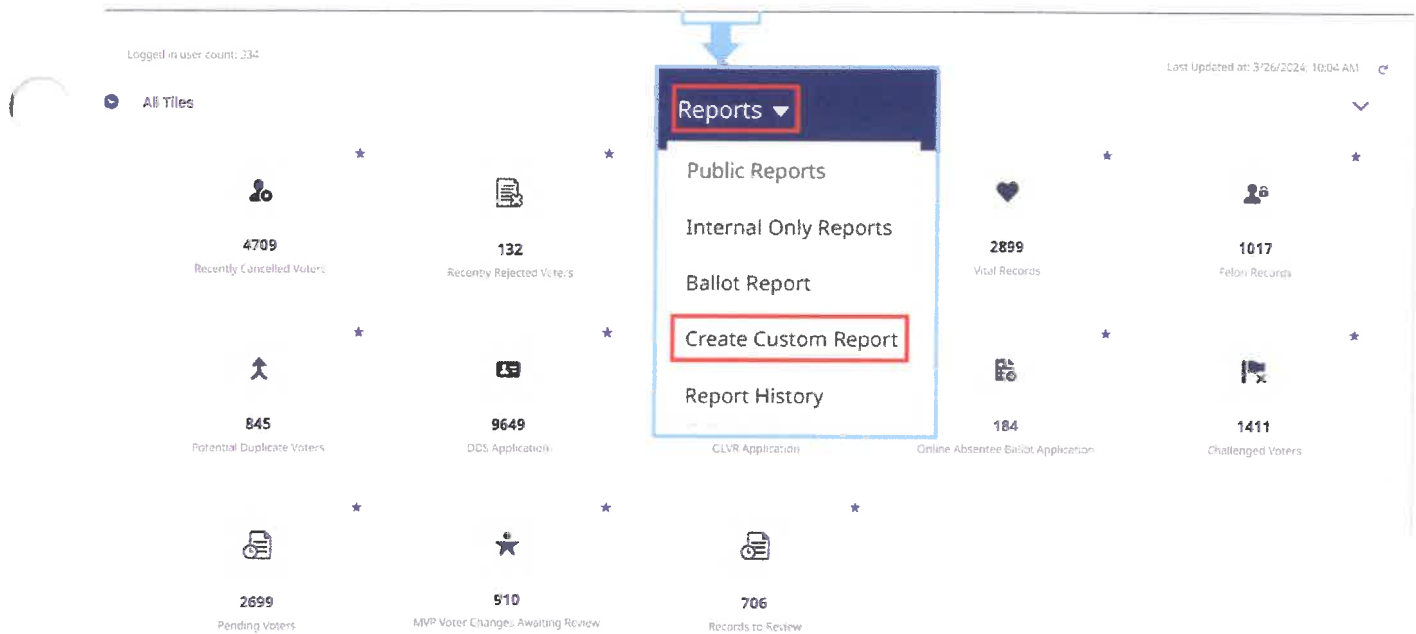 Logged in user count: 234
Last Updated at: 3/26/2024, 10:04 AM
All Tiles
Reports
Public Reports
Internal Only Reports
Ballot Report
Create Custom Report
Report History
4709
Recently Cancelled Voters
132
Recently Rejected Voters
2899
Vital Records
1017
Felon Records
845
Potential Duplicate Voters
9649
DDS Application
OLVR Application
184
Online Absentee Ballot Application
1411
Challenged Voters
2699
Pending Voters
910
MVP Voter Changes Awaiting Review
706
Records to Review